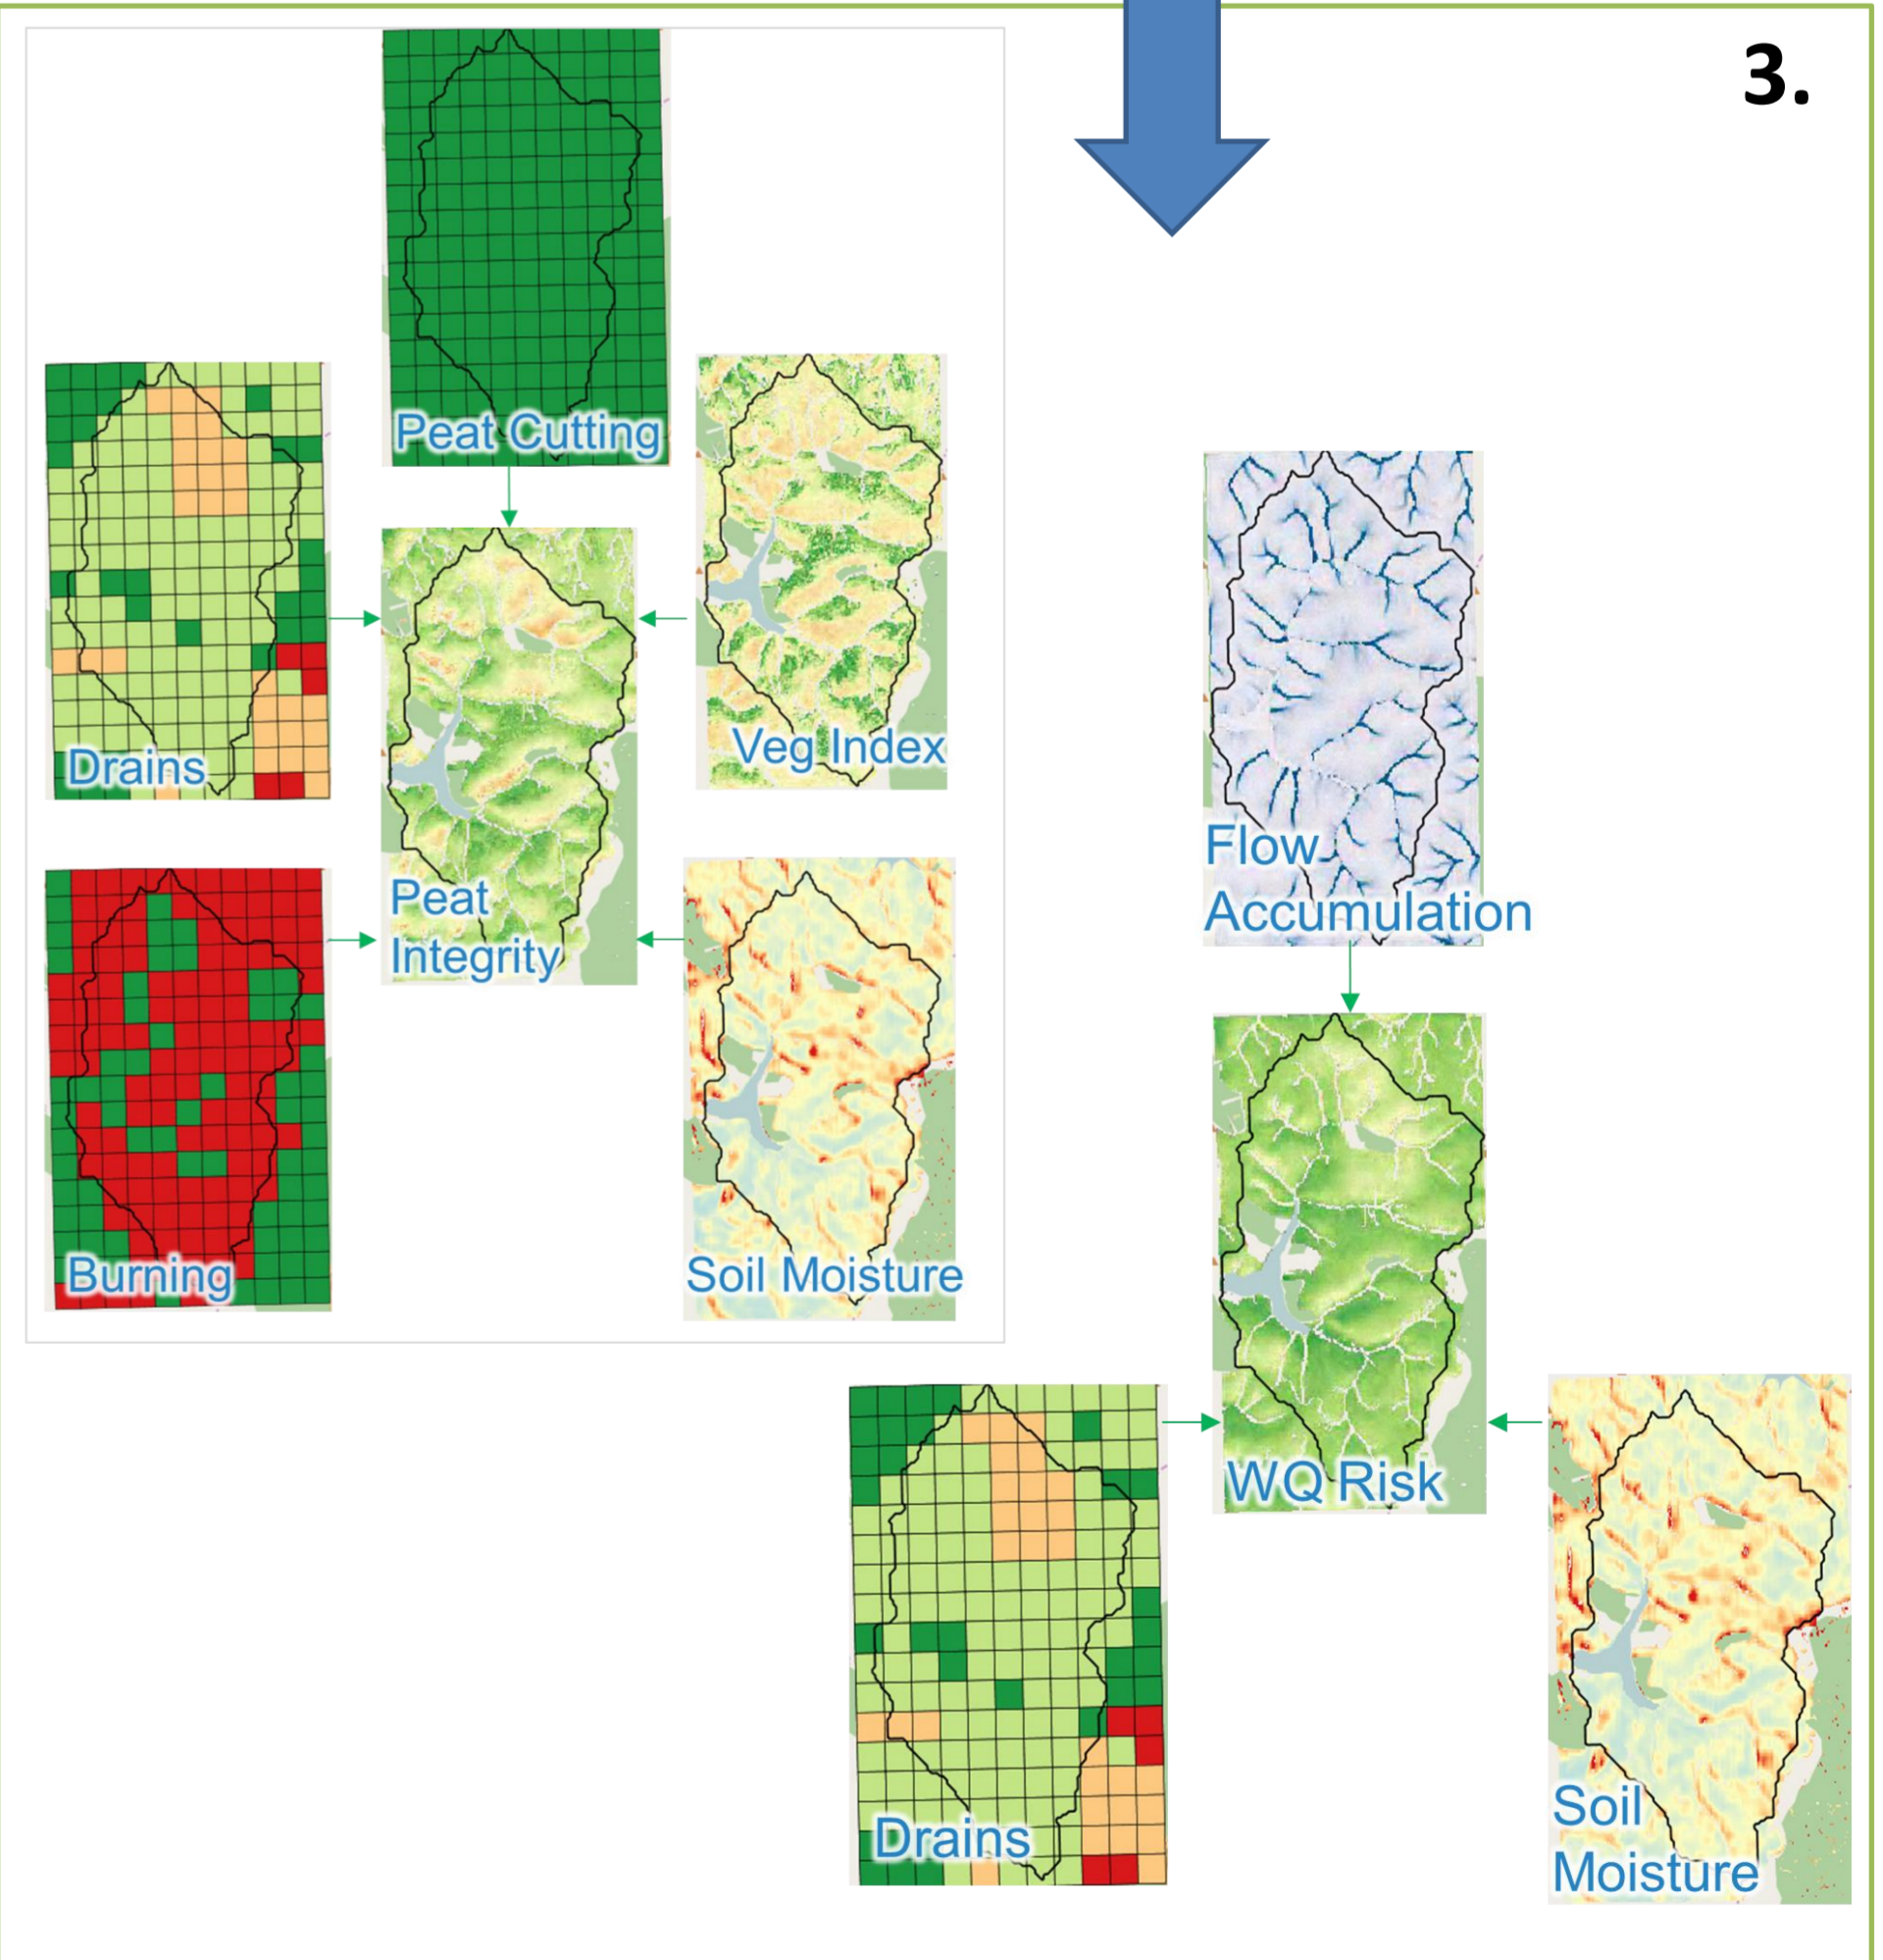 3.
Peat Cutting
Drains
Veg Index
Peat
Integrity
Burning
Soil Moisture
Flow
Accumulation
WQ Risk
Drains
Soil
Moisture